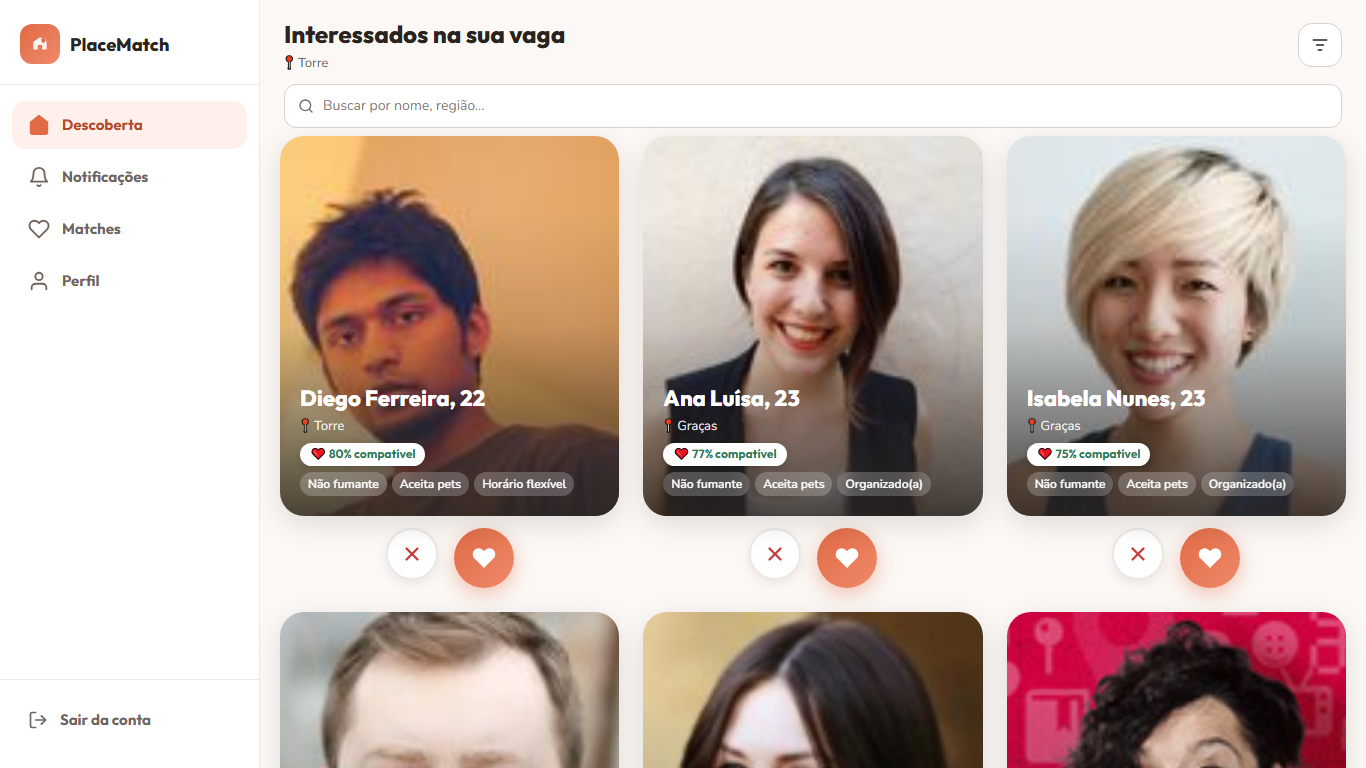 PlaceMatch
Descoberta
Notificações
Matches
Perfil
Sair da conta
Interessados na sua vaga
Torre
Buscar por nome, região...
Diego Ferreira, 22
Torre
80% compatível
Não fumante Aceita pets Horário flexível
Ana Luísa, 23
Graças
77% compatível
Não fumante Aceita pets Organizado(a)
Isabela Nunes, 23
Graças
75% compatível
Não fumante Aceita pets Organizado(a)